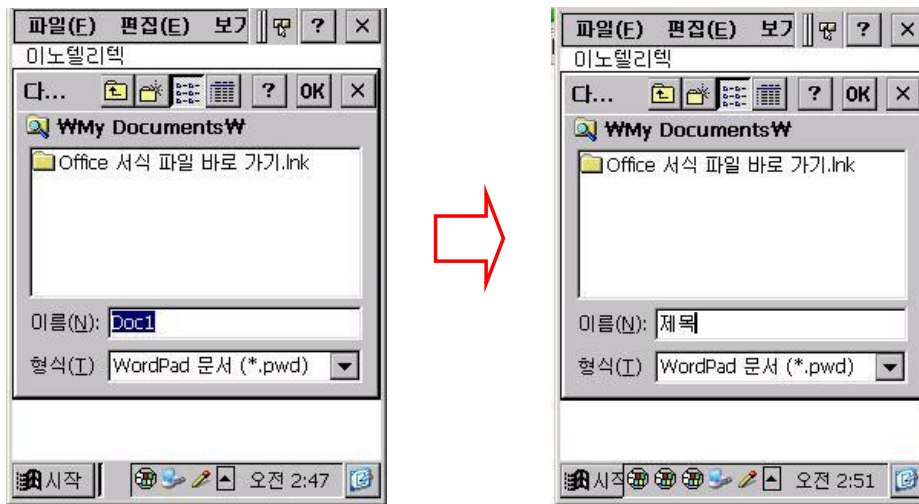 파일(F) 편집(E) 보기 ? ×
이노텔리텍
다... ? OK ×
₩My Documents₩
Office 서식 파일 바로 가기.lnk
이름(N): Doc1
형식(T) WordPad 문서 (*.pwd)
시작 오전 2:47
파일(F) 편집(E) 보기 ? ×
이노텔리텍
다... ? OK ×
₩My Documents₩
Office 서식 파일 바로 가기.lnk
이름(N): 제목
형식(T) WordPad 문서 (*.pwd)
시작 오전 2:51